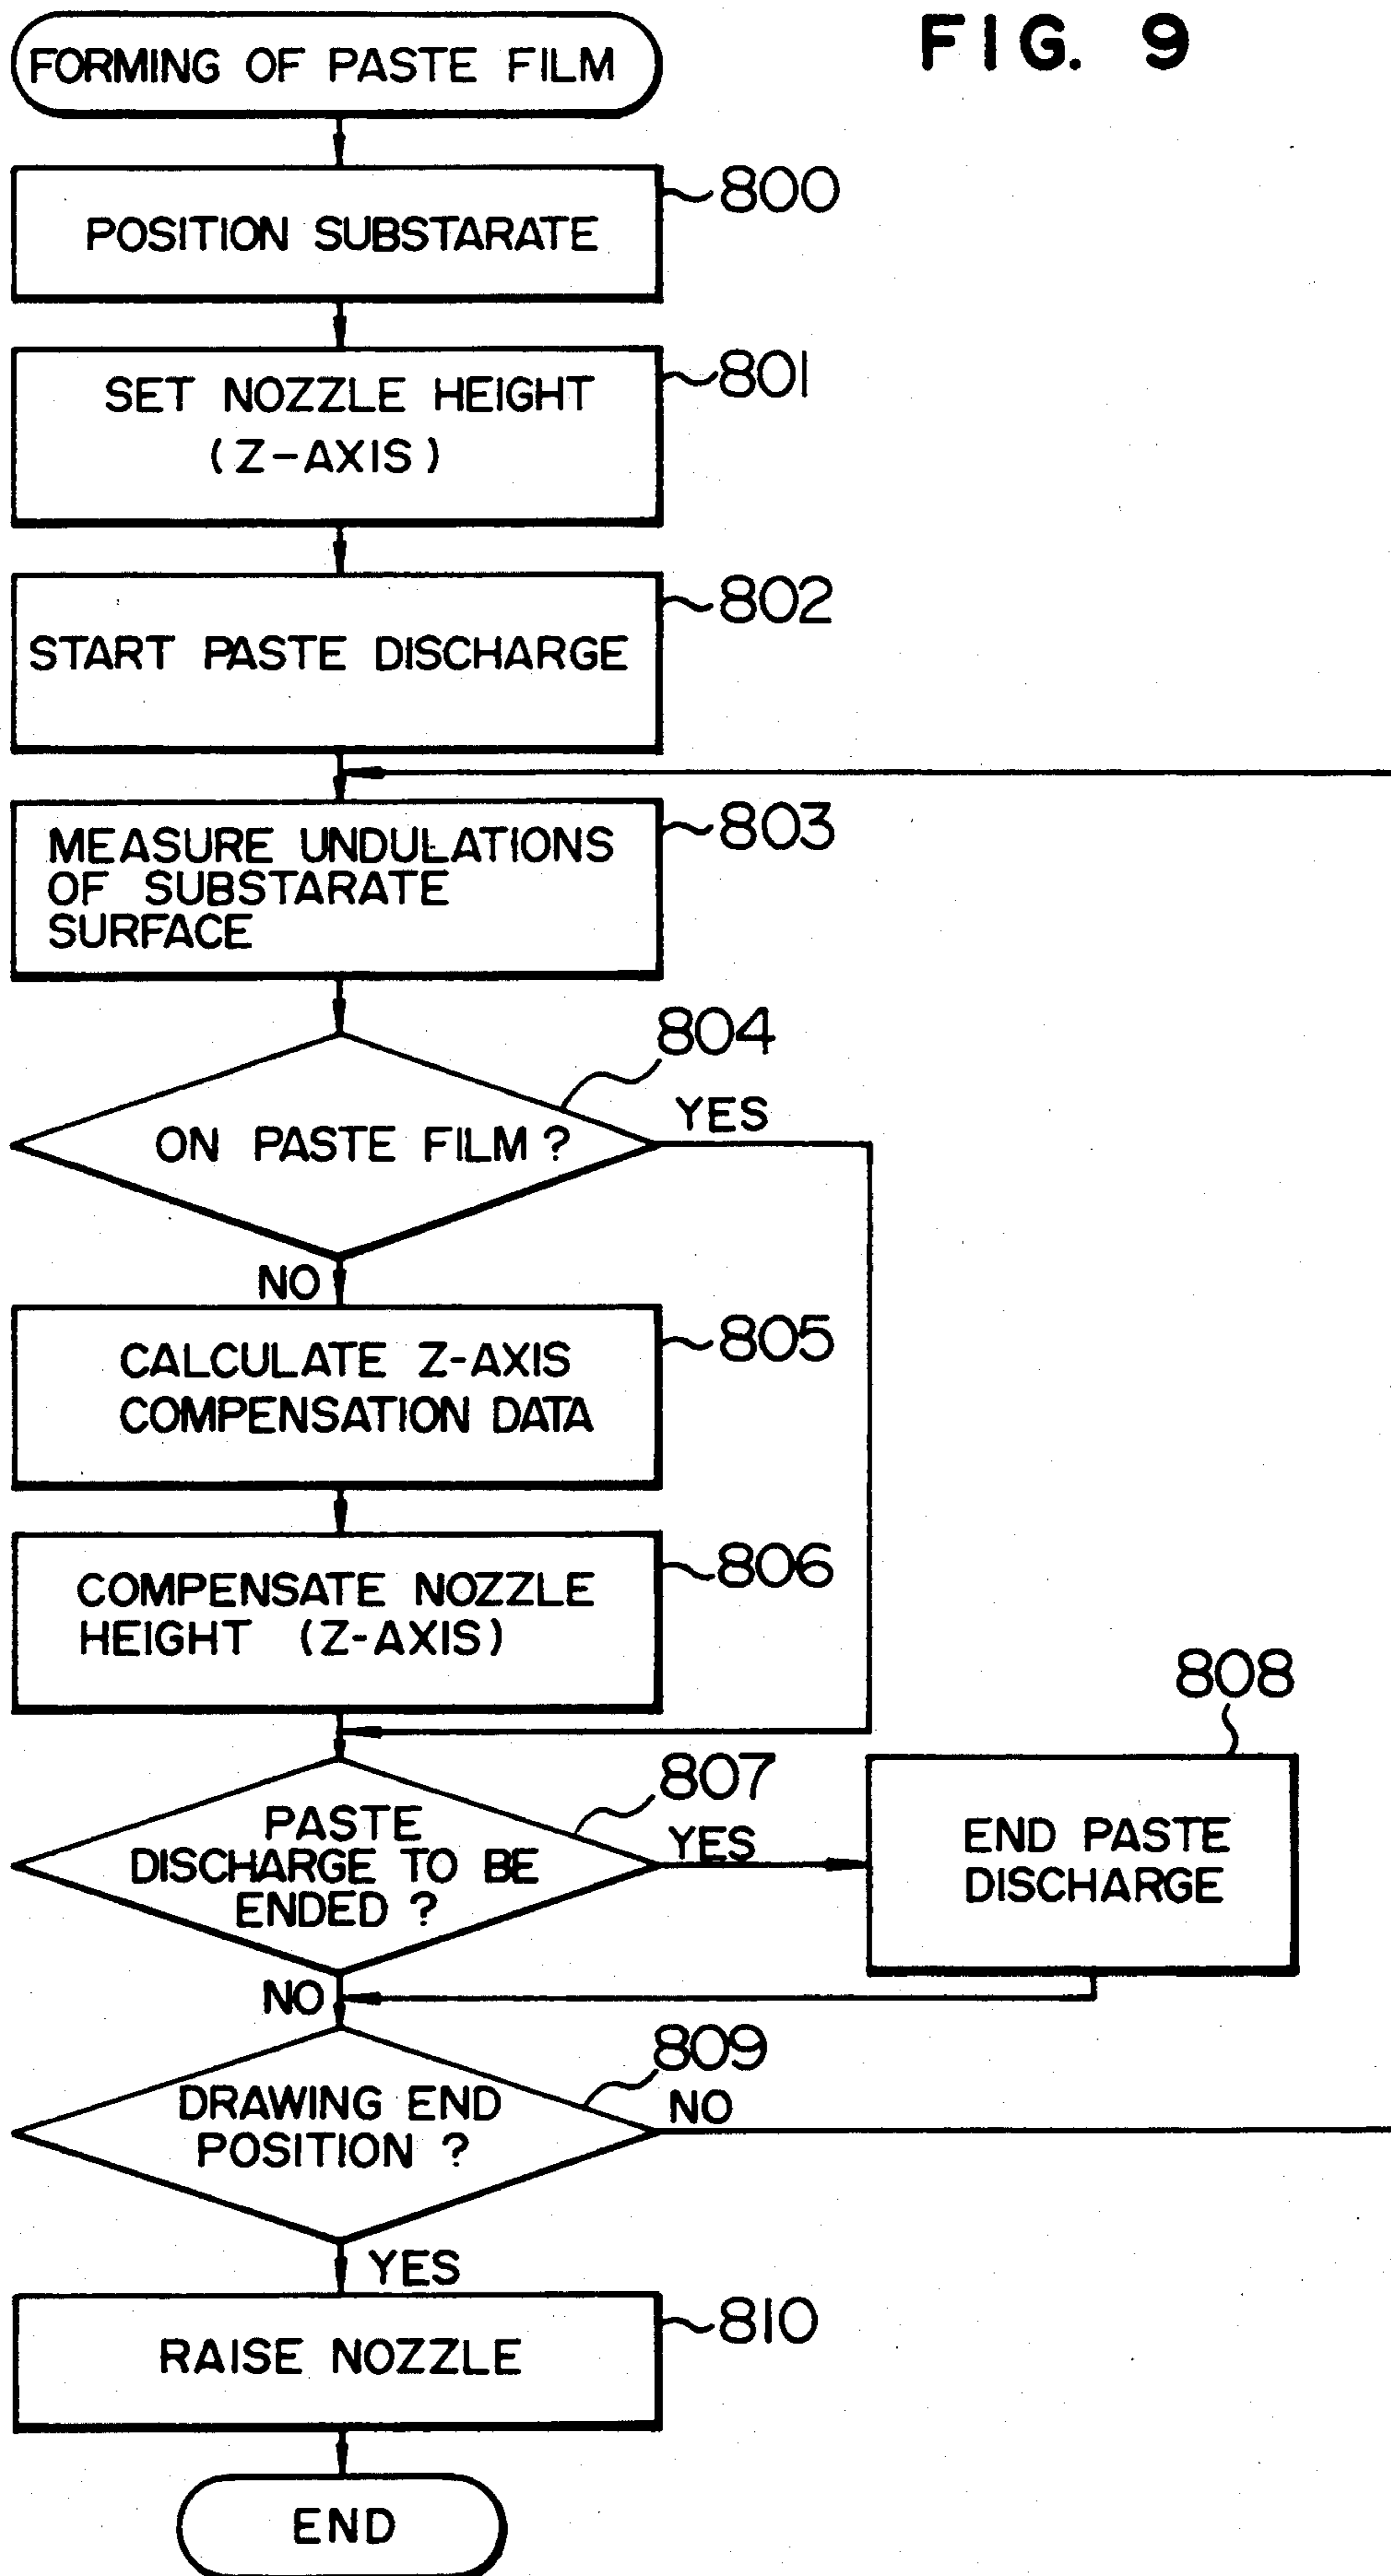 FIG. 9
FORMING OF PASTE FILM
800
POSITION SUBSTARATE
801
SET NOZZLE HEIGHT
(Z-AXIS)
802
START PASTE DISCHARGE
803
MEASURE UNDULATIONS
OF SUBSTARATE
SURFACE
804
ON PASTE FILM ?
YES
NO
805
CALCULATE Z-AXIS
COMPENSATION DATA
806
COMPENSATE NOZZLE
HEIGHT (Z-AXIS)
807
PASTE
DISCHARGE TO BE
ENDED ?
YES
808
END PASTE
DISCHARGE
NO
809
DRAWING END
POSITION ?
NO
YES
810
RAISE NOZZLE
END